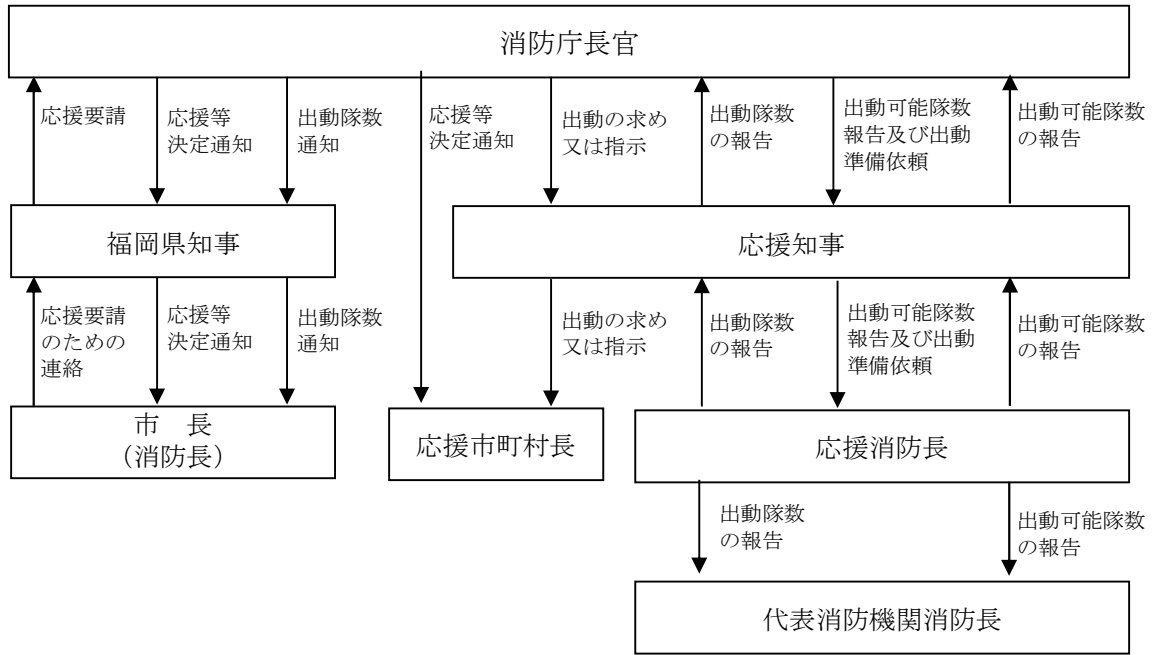 消防庁長官
応援要請
応援等
決定通知
出動隊数
通知
応援等
決定通知
出動の求め
又は指示
出動隊数
の報告
出動可能隊数
報告及び出動
準備依頼
出動可能隊数
の報告
福岡県知事
応援知事
応援要請
のための
連絡
応援等
決定通知
出動隊数
通知
出動の求め
又は指示
出動隊数
の報告
出動可能隊数
報告及び出動
準備依頼
出動可能隊数
の報告
市　長
（消防長）
応援市町村長
応援消防長
出動隊数
の報告
出動可能隊数
の報告
代表消防機関消防長